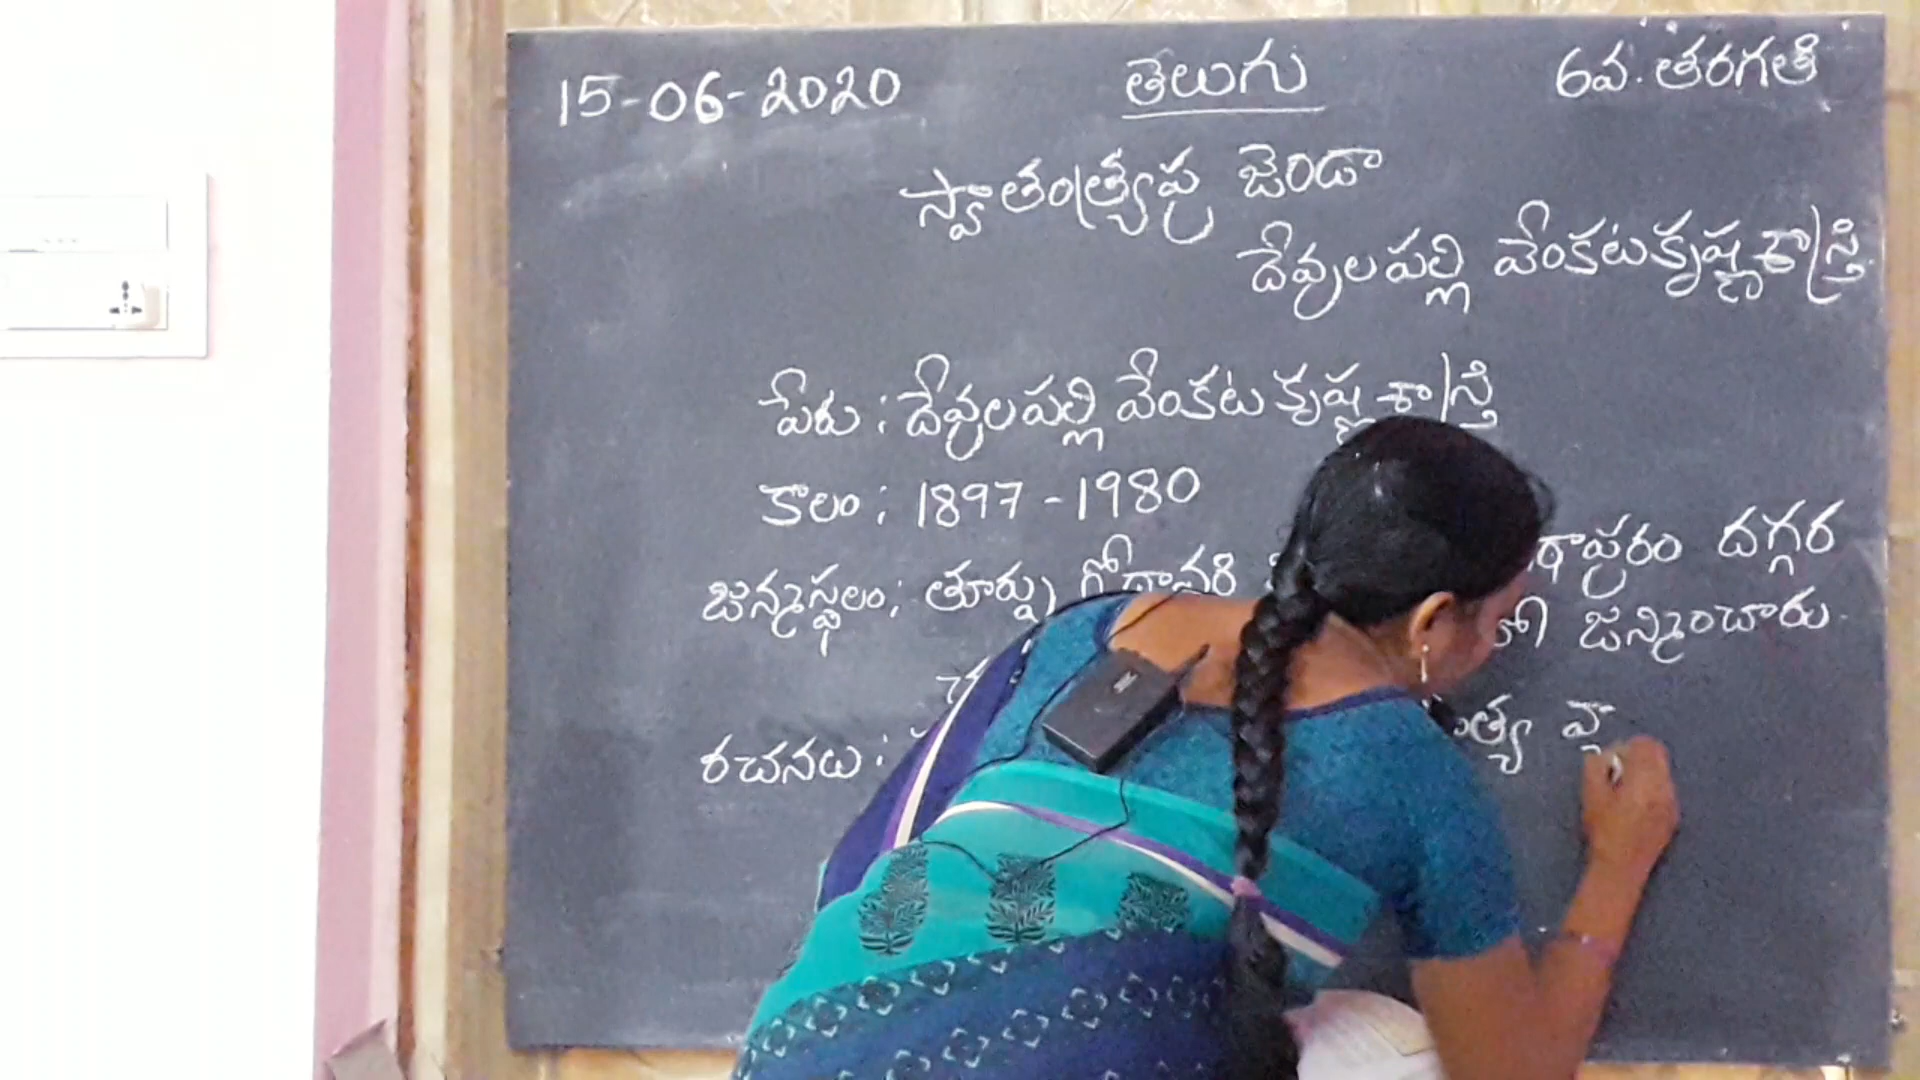 15-06-2020 తెలుగు 6వ. తరగతి
స్వాతంత్ర్యపు జెండా
దేవులపల్లి వేంకటకృష్ణశాస్త్రి.
పేరు : దేవులపల్లి వేంకట కృష్ణశాస్త్రి
కాలం : 1897 - 1980
జన్మస్థలం : తూర్పు గోదావరి దగ్గర
జన్మించారు.
రచనలు :